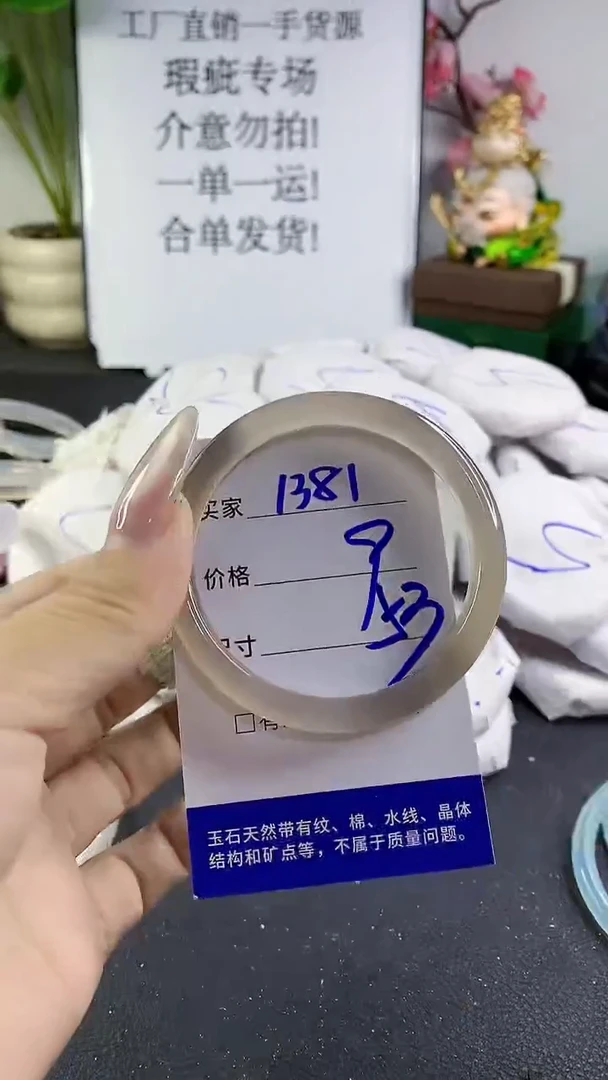 工厂直销一手货源
瑕疵专场
介意勿拍!
一单一运!
合单发货!
买家 1381
价格
寸
玉石天然带有纹、棉、水线、晶体
结构和矿点等，不属于质量问题。